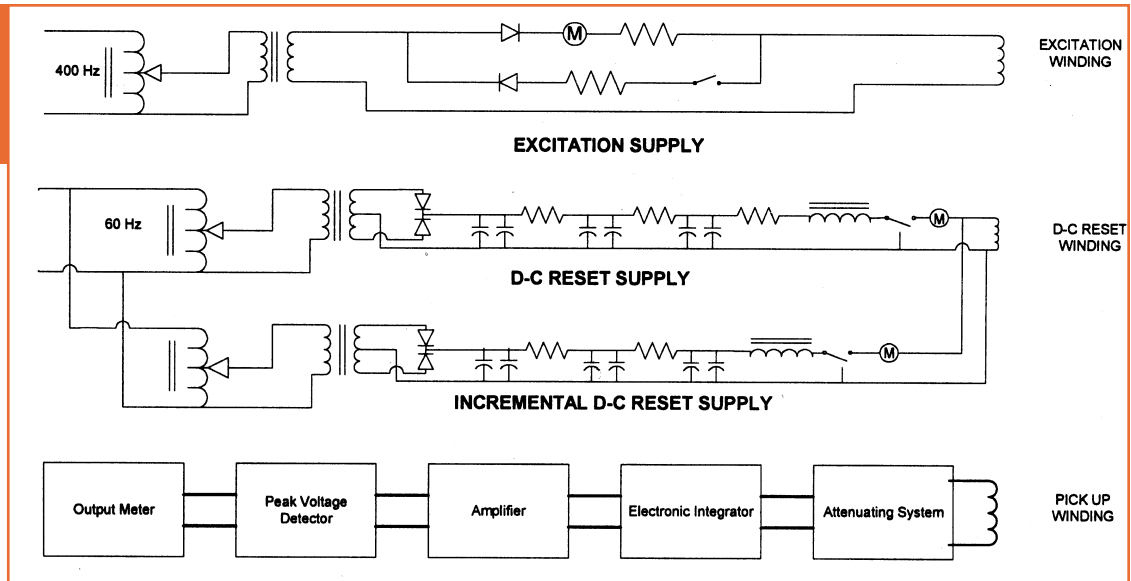 400 Hz
M
EXCITATION
WINDING
EXCITATION SUPPLY
60 Hz
M
D-C RESET
WINDING
D-C RESET SUPPLY
M
INCREMENTAL D-C RESET SUPPLY
Output Meter
Peak Voltage
Detector
Amplifier
Electronic Integrator
Attenuating System
PICK UP
WINDING